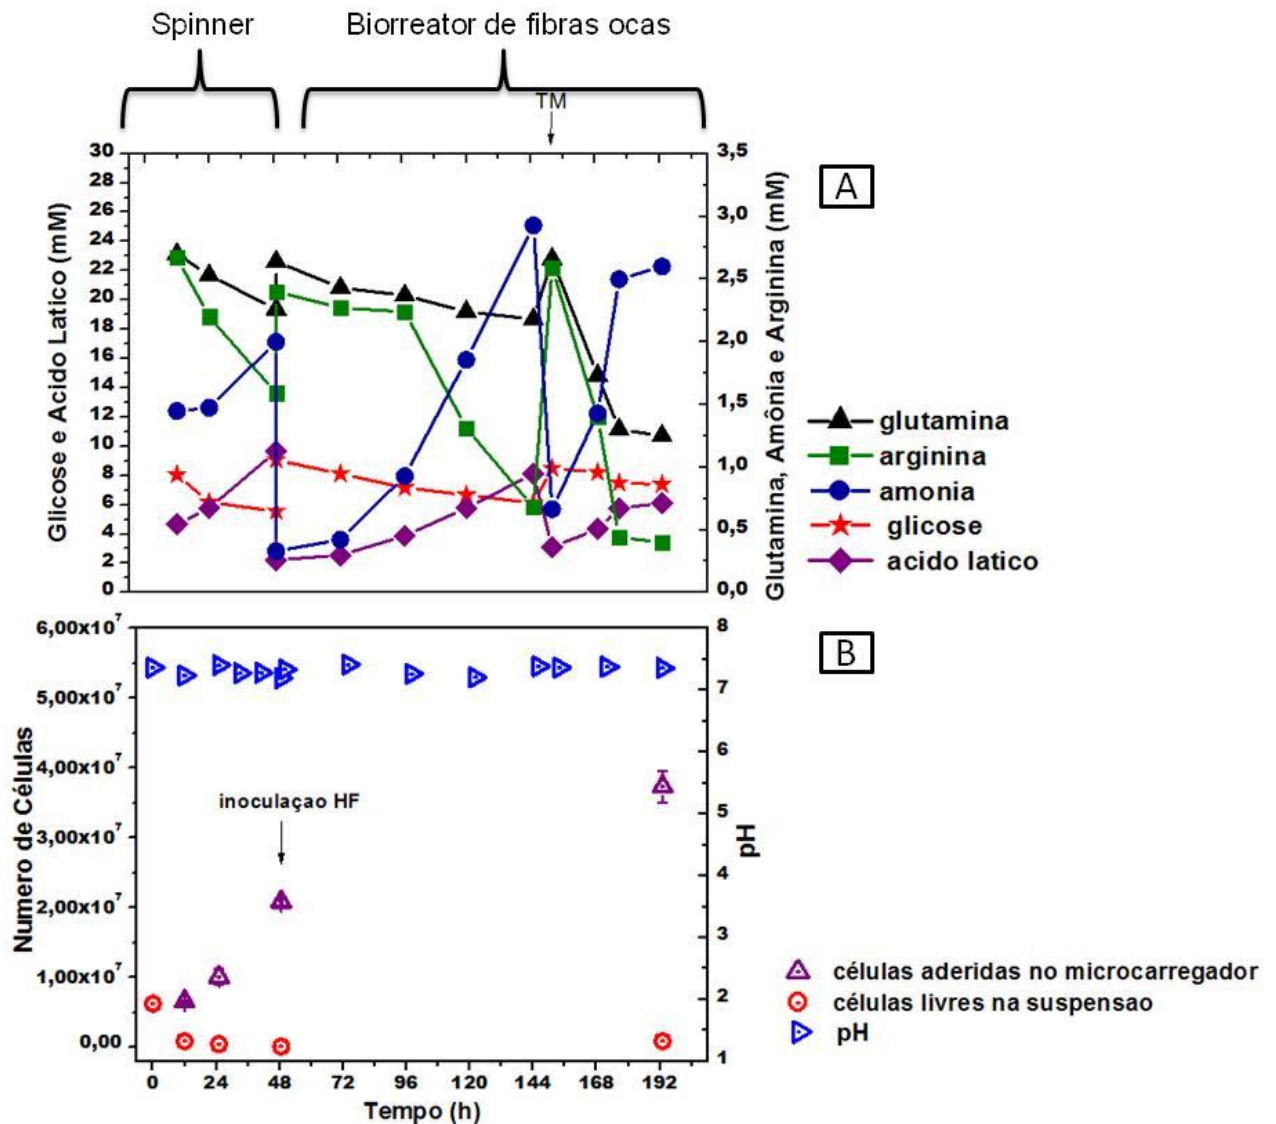 Spinner
Biorreator de fibras ocas
TM
30
28
26
24
22
20
18
16
14
12
10
8
6
4
2
0
Glicose e Acido Latico (mM)
3,5
3,0
2,5
2,0
1,5
1,0
0,5
0,0
Glutamina, Amônia e Arginina (mM)
A
glutamina
arginina
amonia
glicose
acido latico
6,00x10⁷
5,00x10⁷
4,00x10⁷
3,00x10⁷
2,00x10⁷
1,00x10⁷
0,00
Numero de Células
8
7
6
5
4
3
2
1
pH
B
inoculaçao HF
células aderidas no microcarregador
células livres na suspensao
pH
0 24 48 72 96 120 144 168 192
Tempo (h)